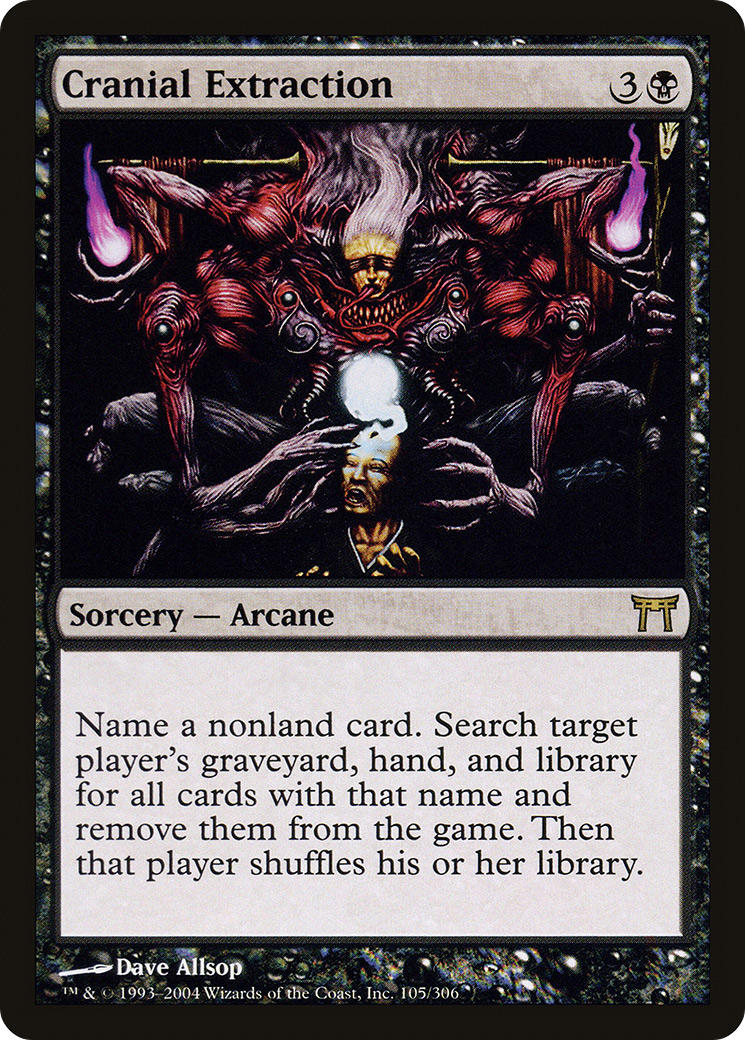 Cranial Extraction 3
Sorcery — Arcane
Name a nonland card. Search target
player's graveyard, hand, and library
for all cards with that name and
remove them from the game. Then
that player shuffles his or her library.
Dave Allsop
™ & © 1993–2004 Wizards of the Coast, Inc. 105/306